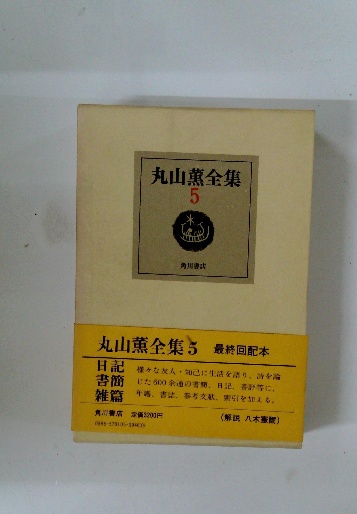 丸山薫全集
5
角川書店
丸山薫全集 5 最終回配本
日記
書簡
雑篇
様々な友人・知己に生活を語り、詩を論
じた600余通の書簡、日記、書評等に、
年譜、書誌、参考文献、索引を加える。
角川書店 定価3200円
(解説 八木憲爾)